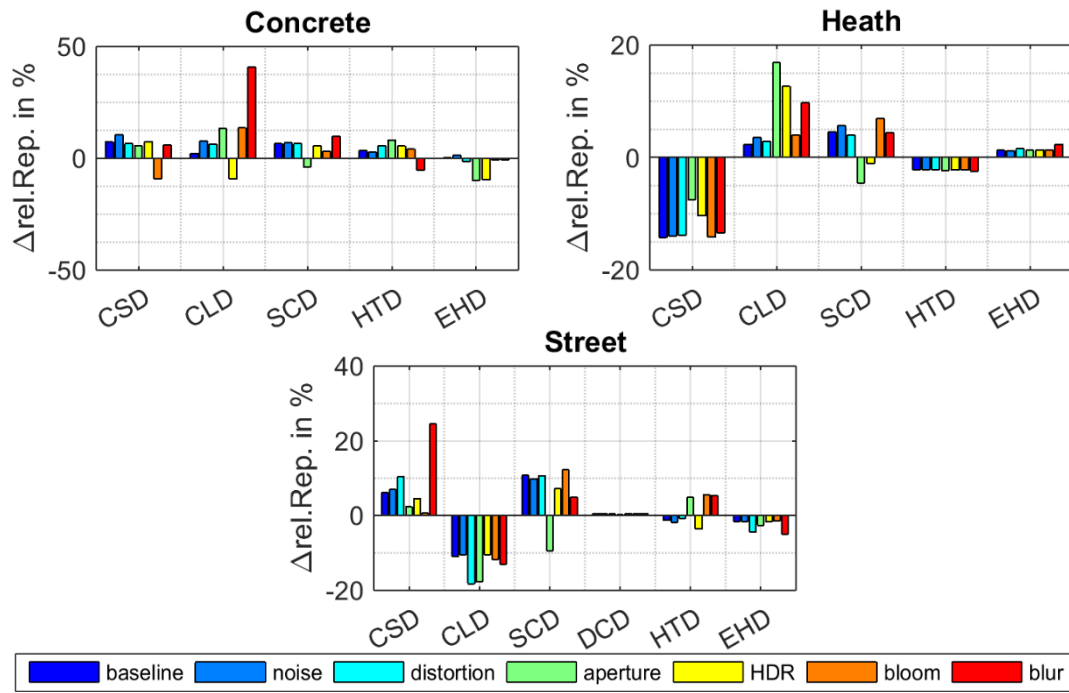 Concrete
50
0
-50
Δrel.Rep. in %
CSD
CLD
SCD
HTD
EHD
Heath
20
0
-20
Δrel.Rep. in %
CSD
CLD
SCD
HTD
EHD
Street
40
20
0
-20
Δrel.Rep. in %
CSD
CLD
SCD
DCD
HTD
EHD
baseline noise distortion aperture HDR bloom blur